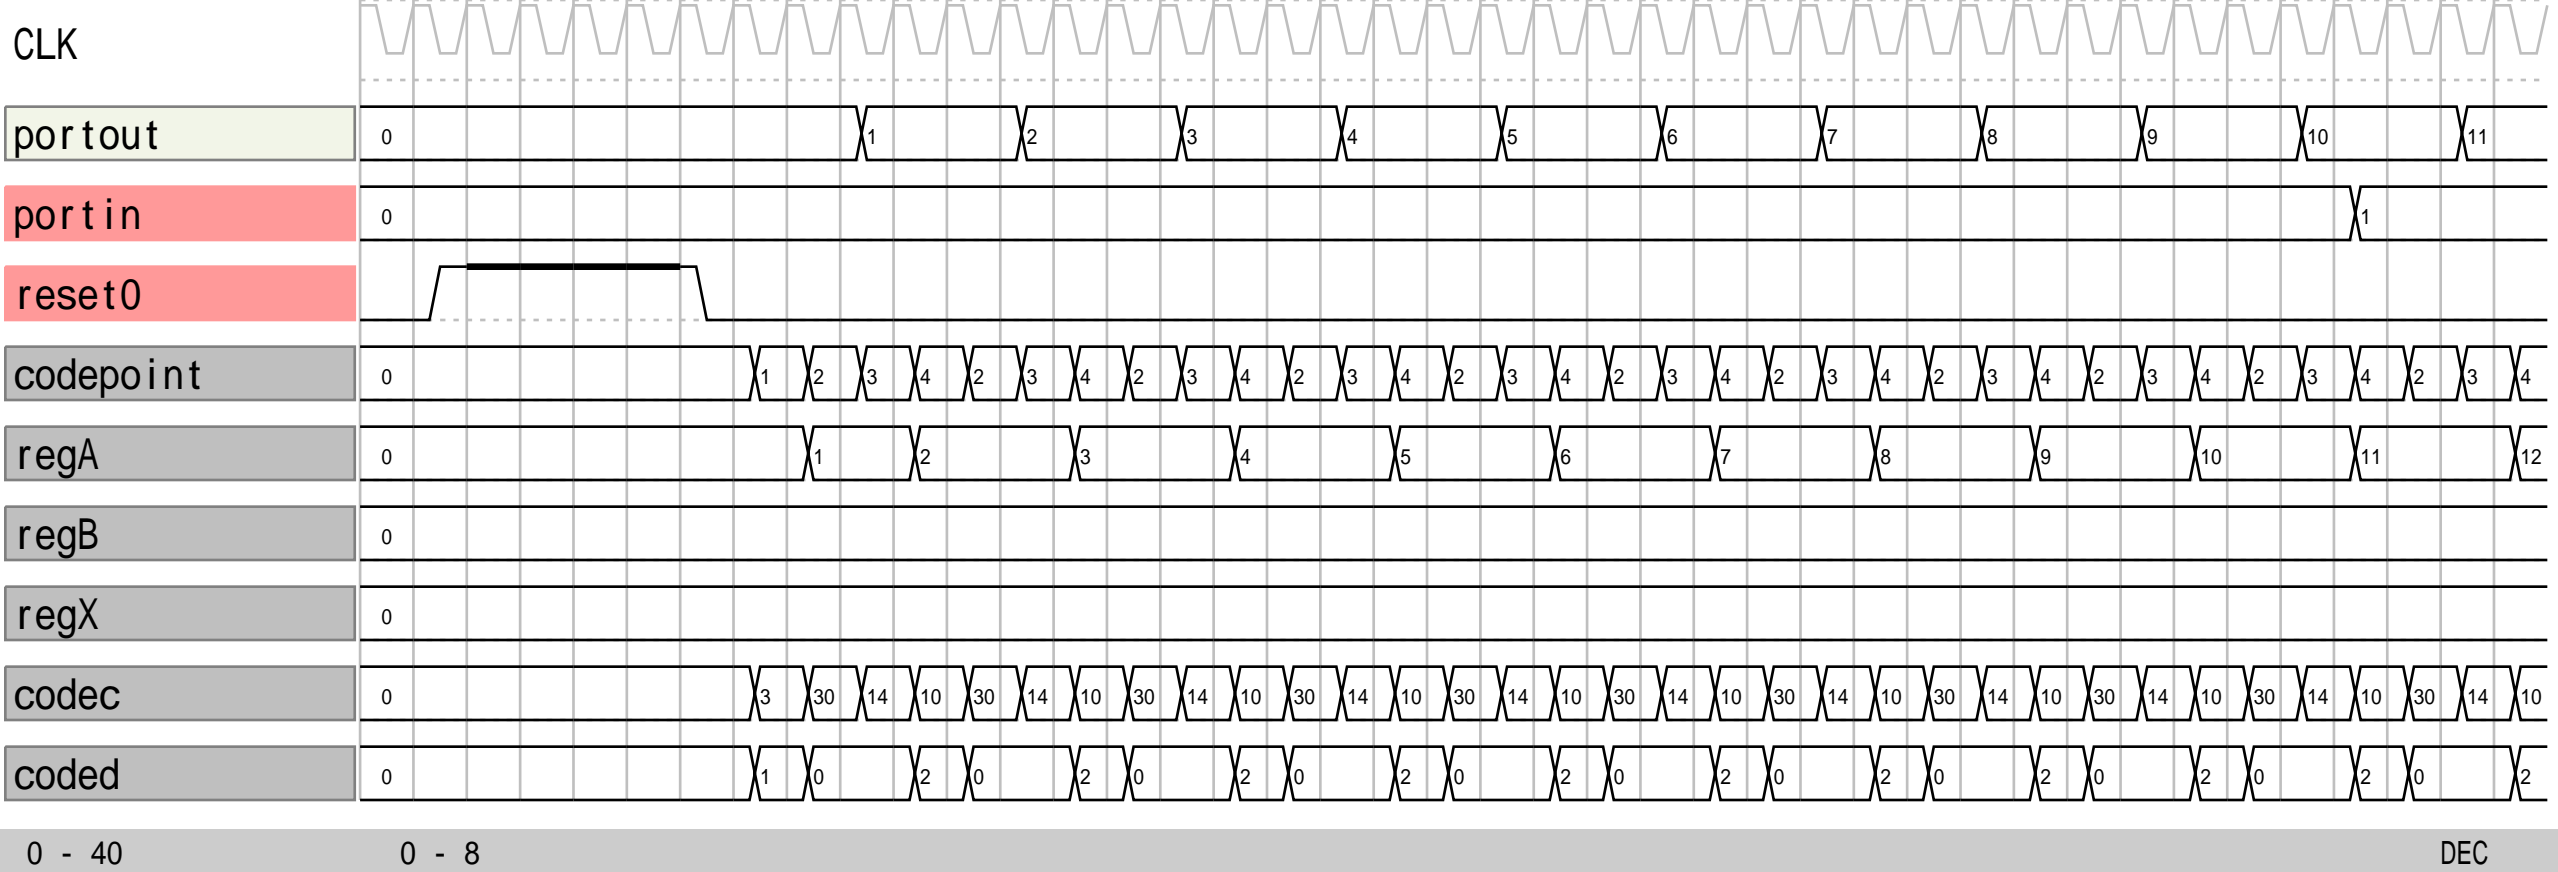 CLK
portout 0 1 2 3 4 5 6 7 8 9 10 11
portin 0 1
reset0
codepoint 0 1 2 3 4 2 3 4 2 3 4 2 3 4 2 3 4 2 3 4 2 3 4 2 3 4 2 3 4 2 3 4 2 3 4
regA 0 1 2 3 4 5 6 7 8 9 10 11 12
regB 0
regX 0
codec 0 3 30 14 10 30 14 10 30 14 10 30 14 10 30 14 10 30 14 10 30 14 10 30 14 10 30 14 10 30 14 10 30 14 10
coded 0 1 0 2 0 2 0 2 0 2 0 2 0 2 0 2 0 2 0 2 0 2 0 2
0 - 40 0 - 8 DEC